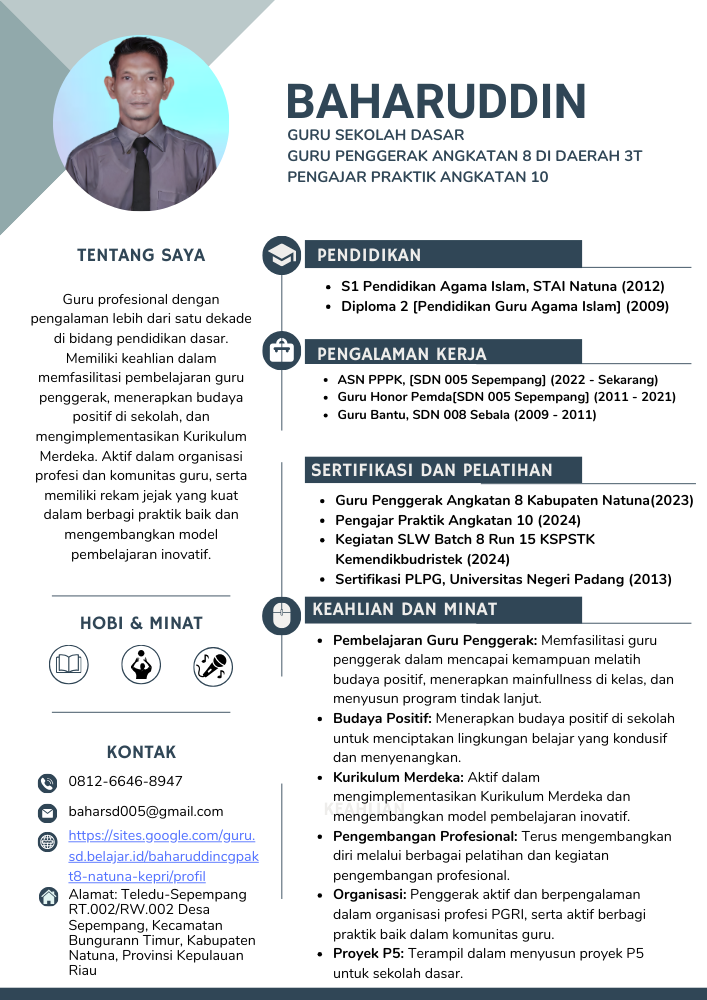 BAHARUDDIN
GURU SEKOLAH DASAR
GURU PENGGERAK ANGKATAN 8 DI DAERAH 3T
PENGAJAR PRAKTIK ANGKATAN 10
TENTANG SAYA
Guru profesional dengan
pengalaman lebih dari satu dekade
di bidang pendidikan dasar.
Memiliki keahlian dalam
memfasilitasi pembelajaran guru
penggerak, menerapkan budaya
positif di sekolah, dan
mengimplementasikan Kurikulum
Merdeka. Aktif dalam organisasi
profesi dan komunitas guru, serta
memiliki rekam jejak yang kuat
dalam berbagi praktik baik dan
mengembangkan model
pembelajaran inovatif.
HOBI & MINAT
KONTAK
0812-6646-8947
baharsd005@gmail.com
https://sites.google.com/guru.
sd.belajar.id/baharuddincgpak
t8-natuna-kepri/profil
Alamat: Teledu-Sepempang
RT.002/RW.002 Desa
Sepempang, Kecamatan
Bungurann Timur, Kabupaten
Natuna, Provinsi Kepulauan
Riau
PENDIDIKAN
• S1 Pendidikan Agama Islam, STAI Natuna (2012)
• Diploma 2 [Pendidikan Guru Agama Islam] (2009)
PENGALAMAN KERJA
• ASN PPPK, [SDN 005 Sepempang] (2022 - Sekarang)
• Guru Honor Pemda[SDN 005 Sepempang] (2011 - 2021)
• Guru Bantu, SDN 008 Sebala (2009 - 2011)
SERTIFIKASI DAN PELATIHAN
• Guru Penggerak Angkatan 8 Kabupaten Natuna(2023)
• Pengajar Praktik Angkatan 10 (2024)
• Kegiatan SLW Batch 8 Run 15 KSPSTK
Kemendikbudristek (2024)
• Sertifikasi PLPG, Universitas Negeri Padang (2013)
KEAHLIAN DAN MINAT
• Pembelajaran Guru Penggerak: Memfasilitasi guru
penggerak dalam mencapai kemampuan melatih
budaya positif, menerapkan mainfullness di kelas, dan
menyusun program tindak lanjut.
• Budaya Positif: Menerapkan budaya positif di sekolah
untuk menciptakan lingkungan belajar yang kondusif
dan menyenangkan.
• Kurikulum Merdeka: Aktif dalam
mengimplementasikan Kurikulum Merdeka dan
KEAHLIAN
mengembangkan model pembelajaran inovatif.
• Pengembangan Profesional: Terus mengembangkan
diri melalui berbagai pelatihan dan kegiatan
pengembangan profesional.
• Organisasi: Penggerak aktif dan berpengalaman
dalam organisasi profesi PGRI, serta aktif berbagi
praktik baik dalam komunitas guru.
• Proyek P5: Terampil dalam menyusun proyek P5
untuk sekolah dasar.